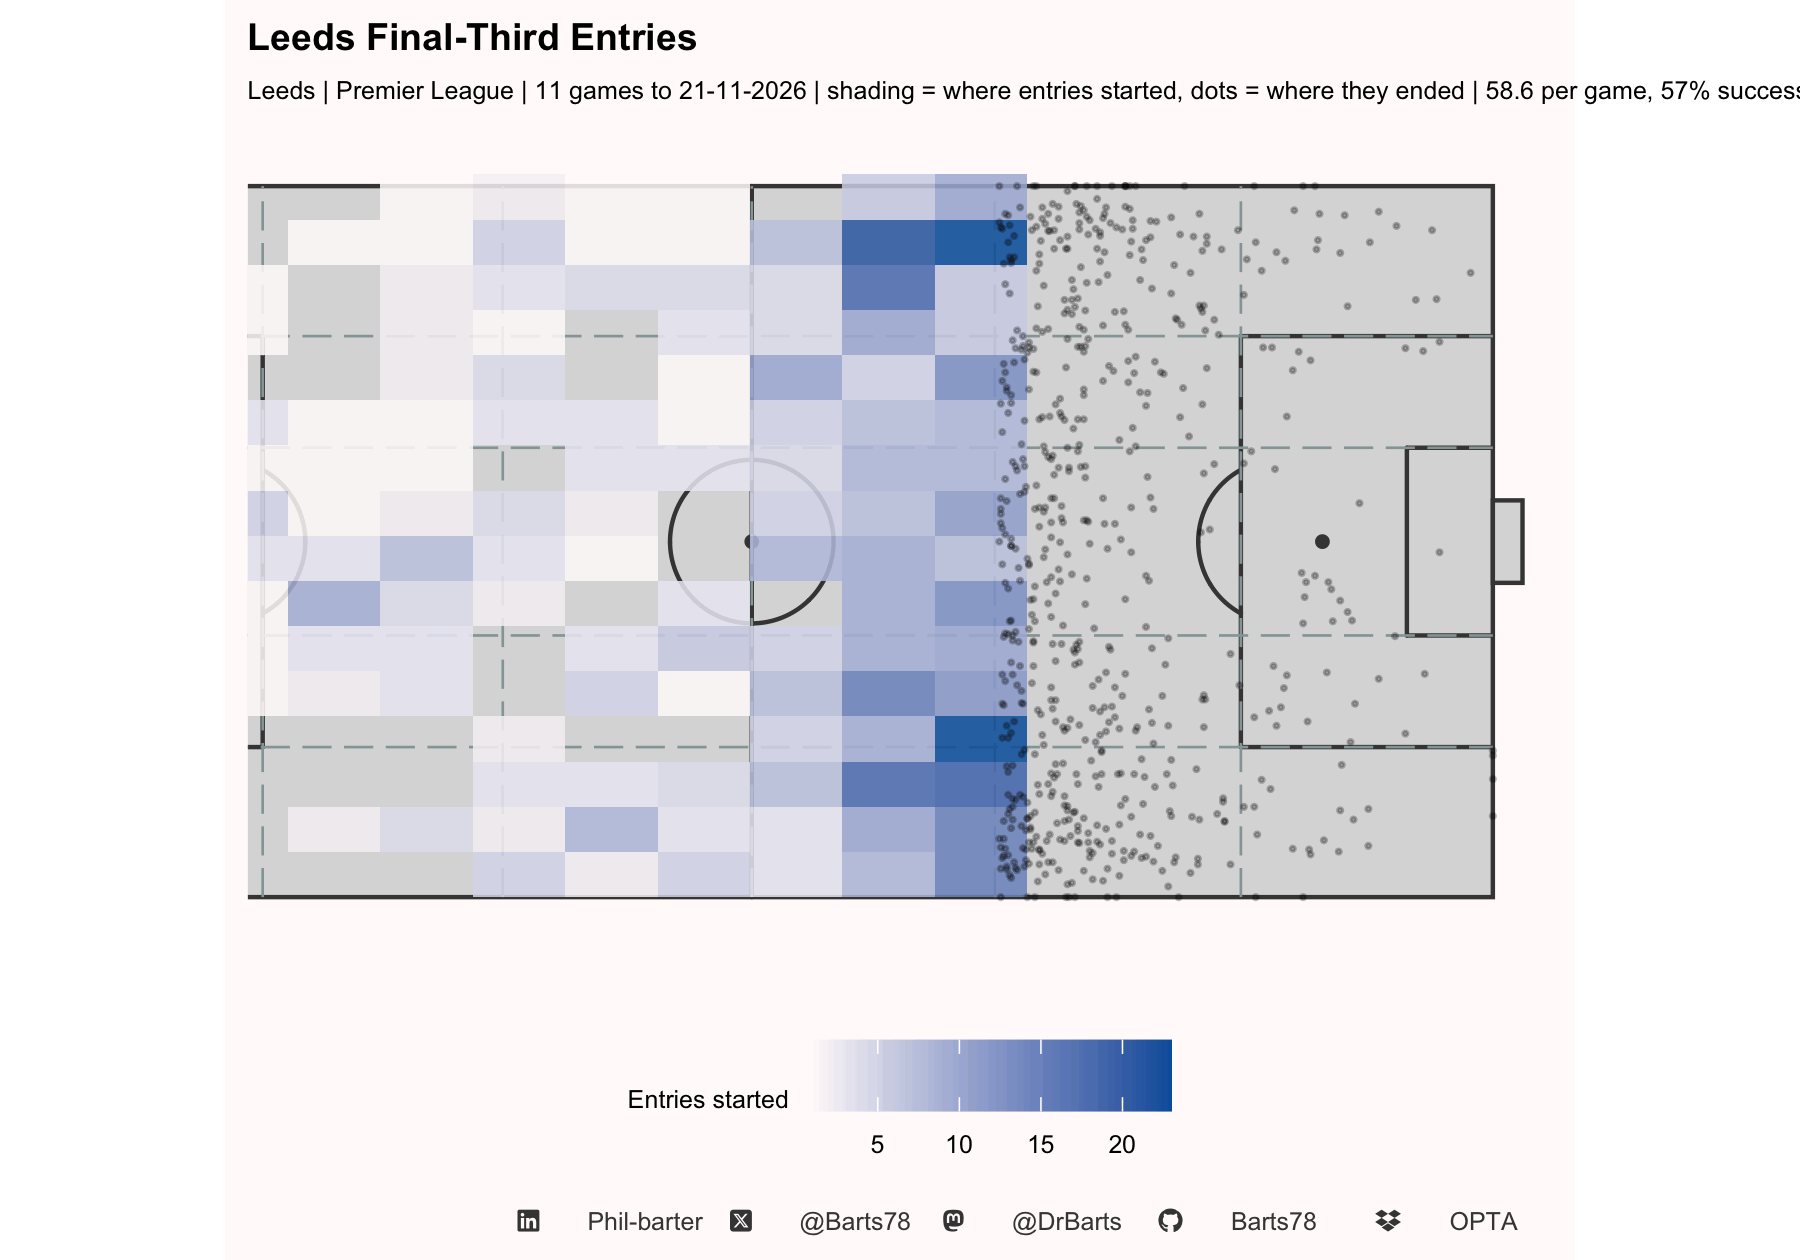 Leeds Final-Third Entries
Leeds | Premier League | 11 games to 21-11-2026 | shading = where entries started, dots = where they ended | 58.6 per game, 57% success
Entries started
5 10 15 20
Phil-barter @Barts78 @DrBarts Barts78 OPTA